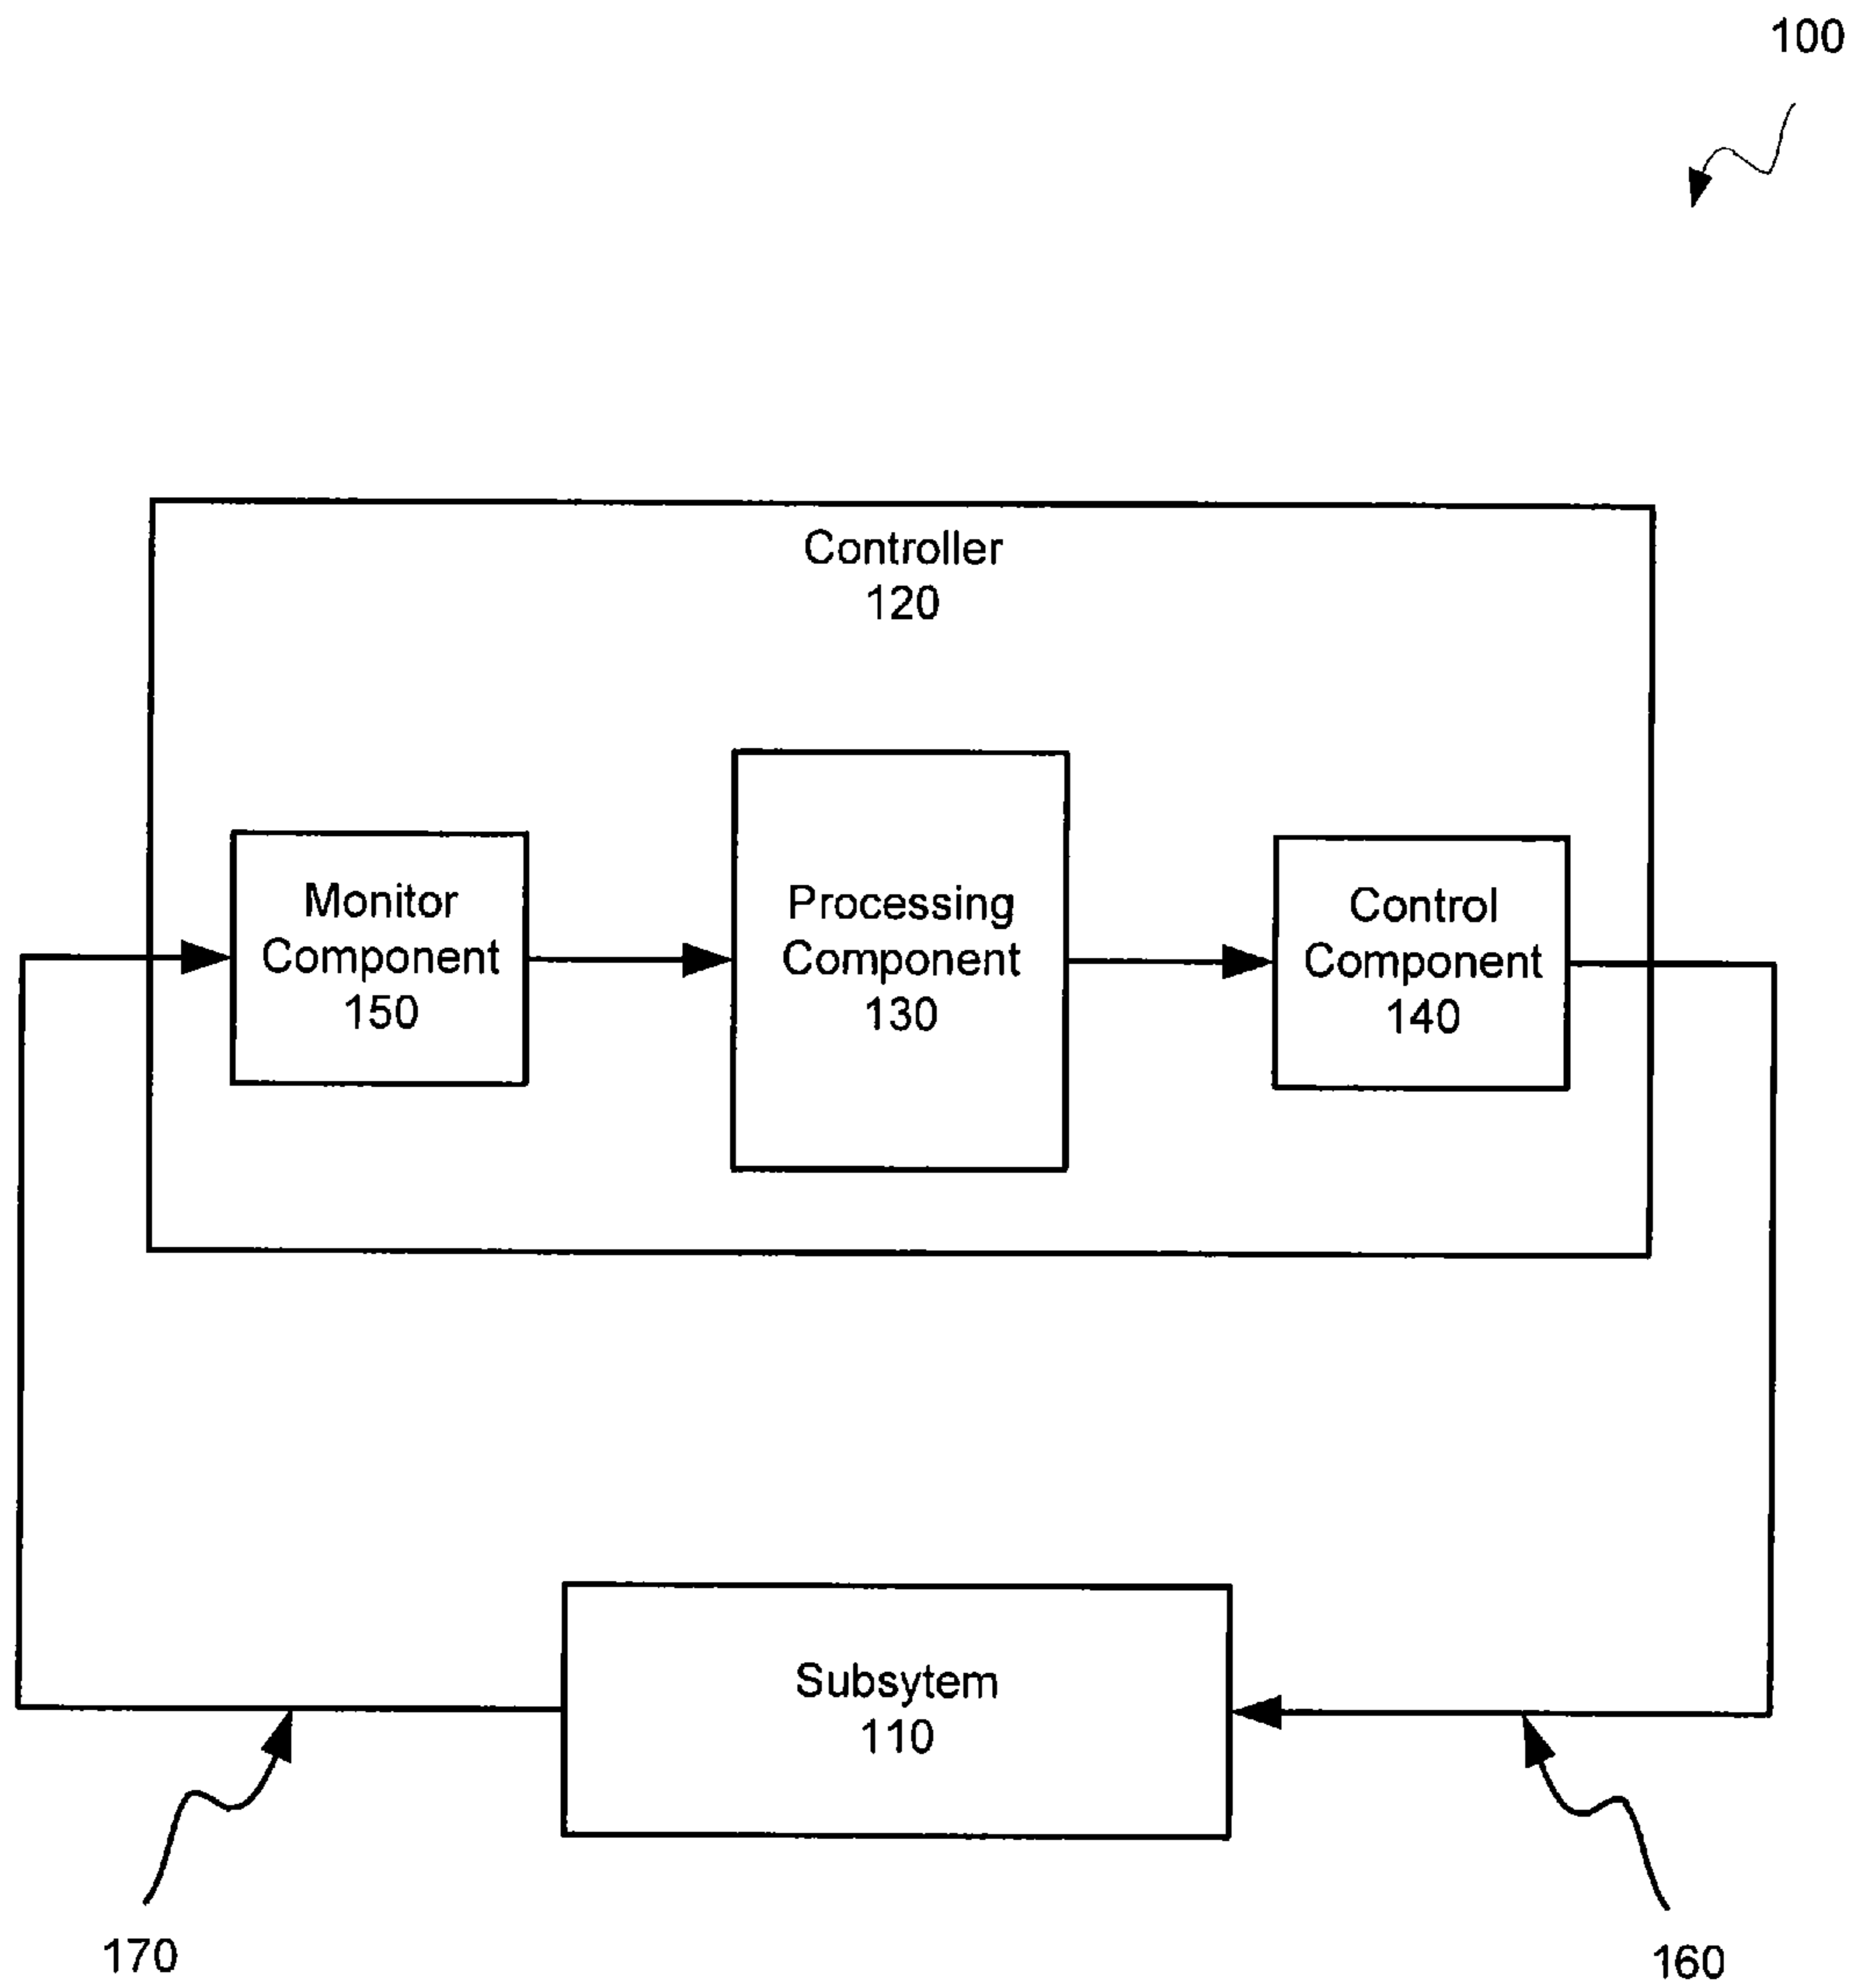 100
Controller
120
Monitor
Component
150
Processing
Component
130
Control
Component
140
Subsytem
110
170
160